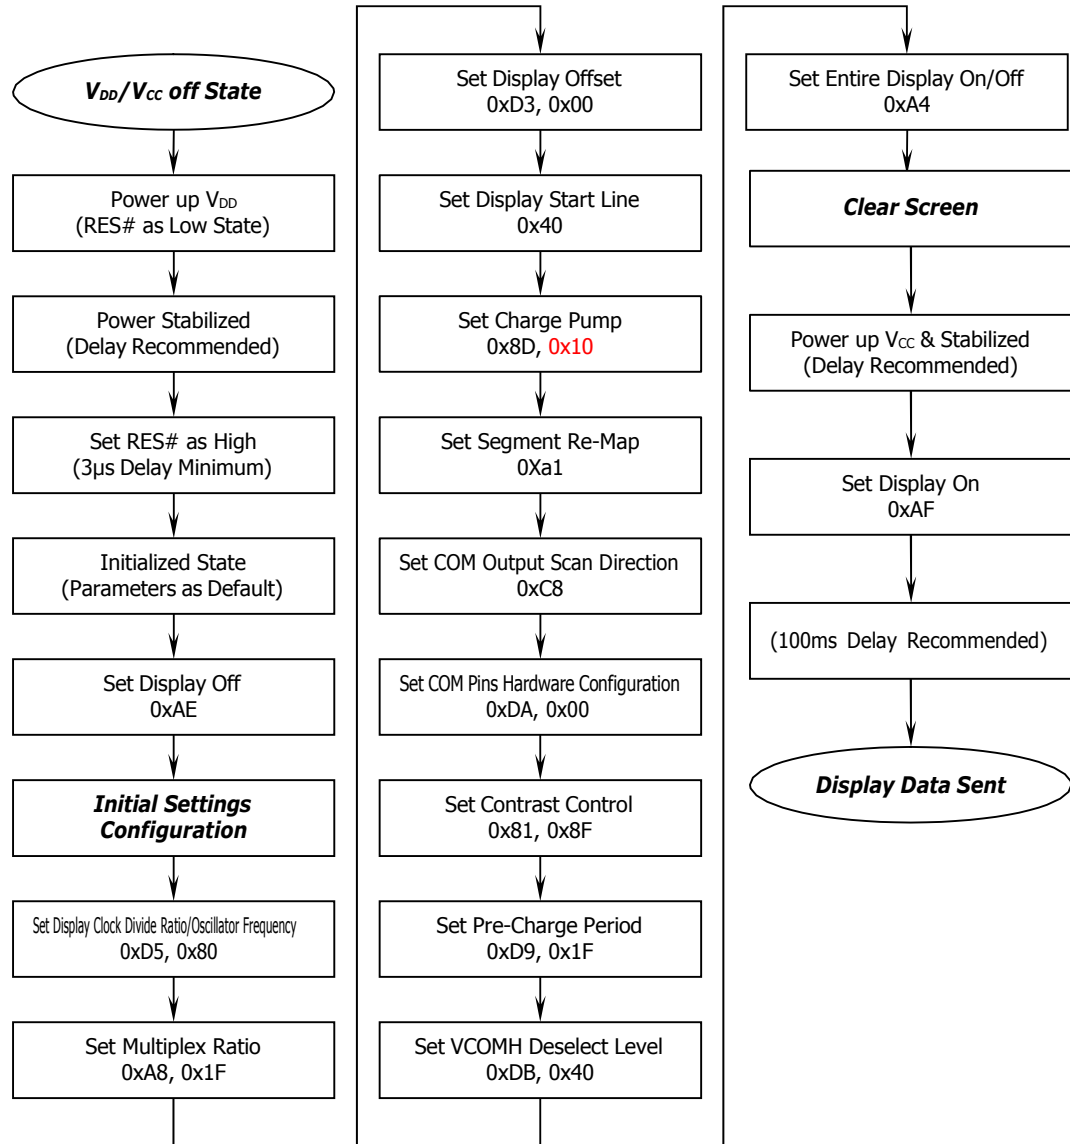 V_DD/V_CC off State
Power up V_DD
(RES# as Low State)
Power Stabilized
(Delay Recommended)
Set RES# as High
(3μs Delay Minimum)
Initialized State
(Parameters as Default)
Set Display Off
0xAE
Initial Settings
Configuration
Set Display Clock Divide Ratio/Oscillator Frequency
0xD5, 0x80
Set Multiplex Ratio
0xA8, 0x1F
Set Display Offset
0xD3, 0x00
Set Display Start Line
0x40
Set Charge Pump
0x8D, 0x10
Set Segment Re-Map
0Xa1
Set COM Output Scan Direction
0xC8
Set COM Pins Hardware Configuration
0xDA, 0x00
Set Contrast Control
0x81, 0x8F
Set Pre-Charge Period
0xD9, 0x1F
Set VCOMH Deselect Level
0xDB, 0x40
Set Entire Display On/Off
0xA4
Clear Screen
Power up V_CC & Stabilized
(Delay Recommended)
Set Display On
0xAF
(100ms Delay Recommended)
Display Data Sent